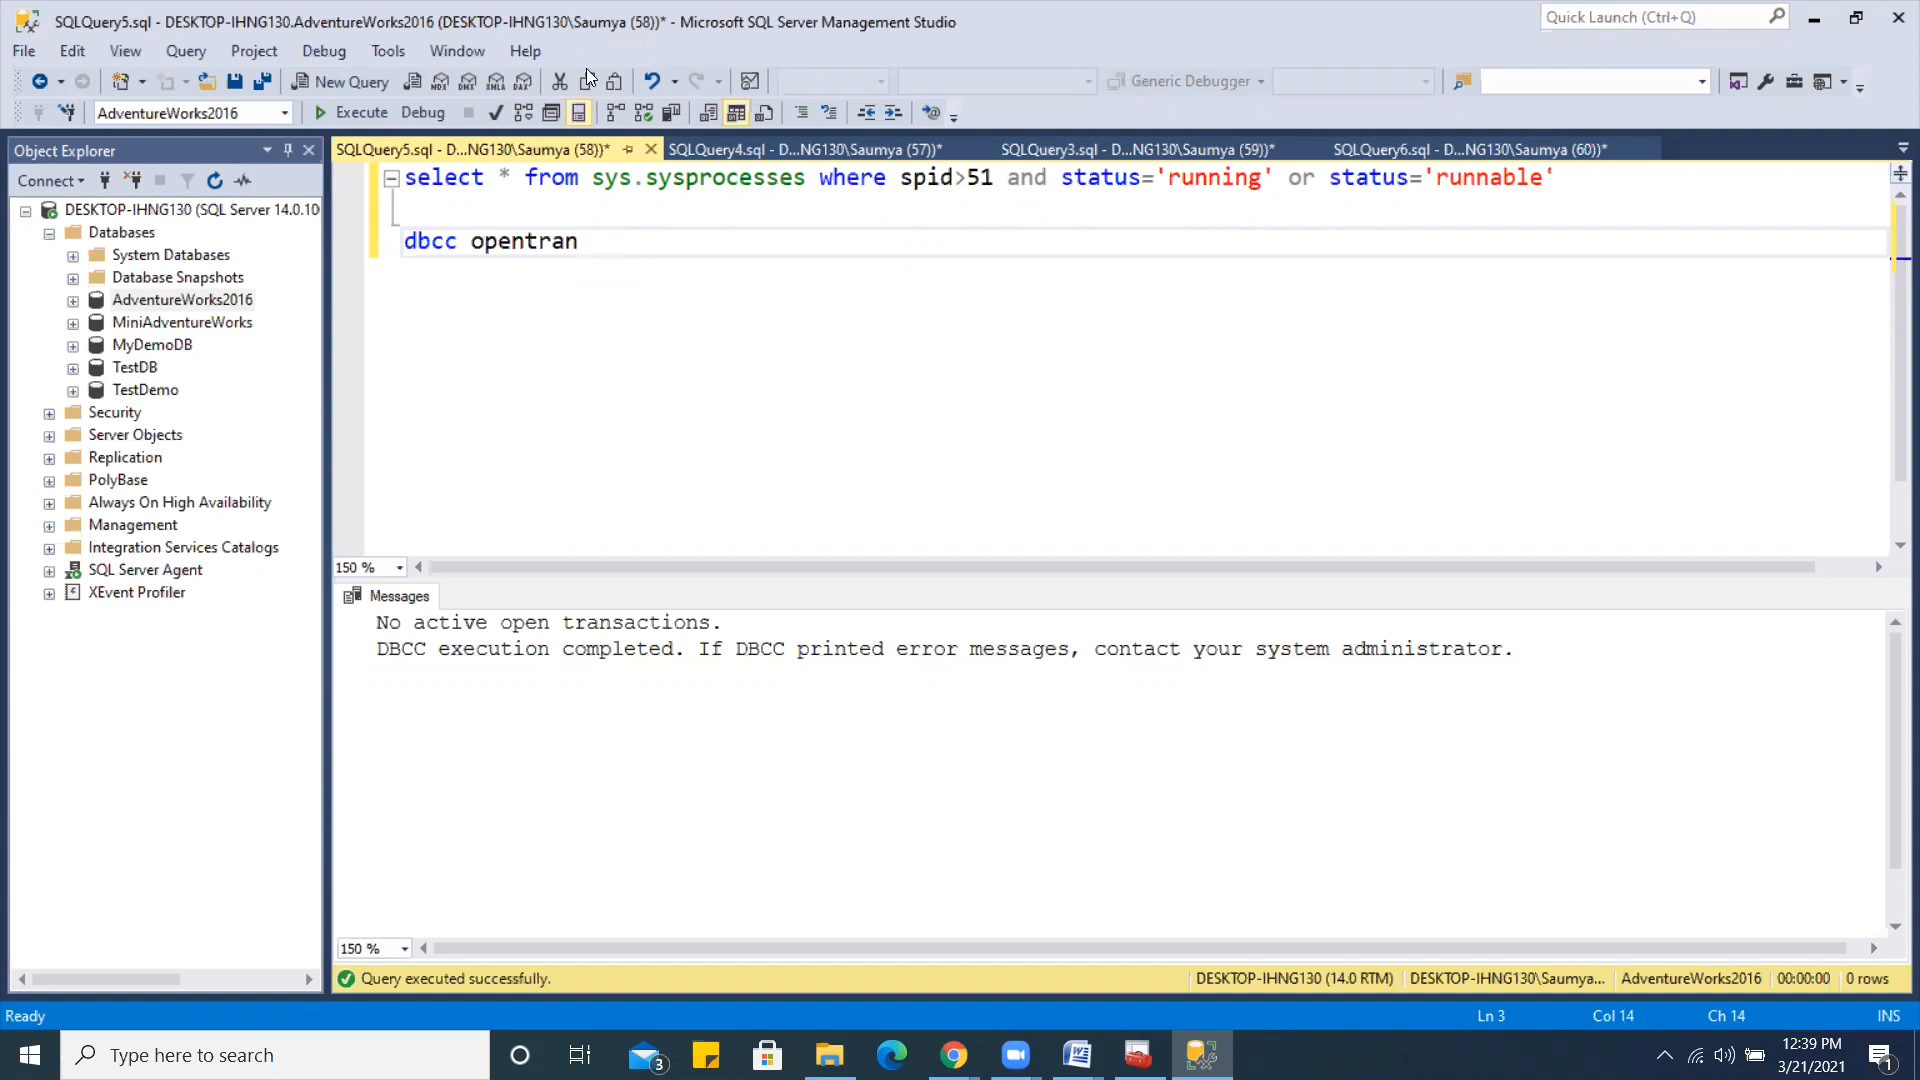 SQLQuery5.sql - DESKTOP-IHNG130.AdventureWorks2016 (DESKTOP-IHNG130\Saumya (58))* - Microsoft SQL Server Management Studio
Quick Launch (Ctrl+Q)
File Edit View Query Project Debug Tools Window Help
New Query
MDX DMX XMLA DAX
Generic Debugger
AdventureWorks2016
Execute Debug
Object Explorer
SQLQuery5.sql - D...NG130\Saumya (58))*
SQLQuery4.sql - D...NG130\Saumya (57))*
SQLQuery3.sql - D...NG130\Saumya (59))*
SQLQuery6.sql - D...NG130\Saumya (60))*
Connect
DESKTOP-IHNG130 (SQL Server 14.0.10
Databases
System Databases
Database Snapshots
AdventureWorks2016
MiniAdventureWorks
MyDemoDB
TestDB
TestDemo
Security
Server Objects
Replication
PolyBase
Always On High Availability
Management
Integration Services Catalogs
SQL Server Agent
XEvent Profiler
select * from sys.sysprocesses where spid>51 and status='running' or status='runnable'
dbcc opentran
150 %
Messages
No active open transactions.
DBCC execution completed. If DBCC printed error messages, contact your system administrator.
150 %
Query executed successfully.
DESKTOP-IHNG130 (14.0 RTM) DESKTOP-IHNG130\Saumya... AdventureWorks2016 00:00:00 0 rows
Ready
Ln 3 Col 14 Ch 14 INS
Type here to search
3
12:39 PM
3/21/2021
1